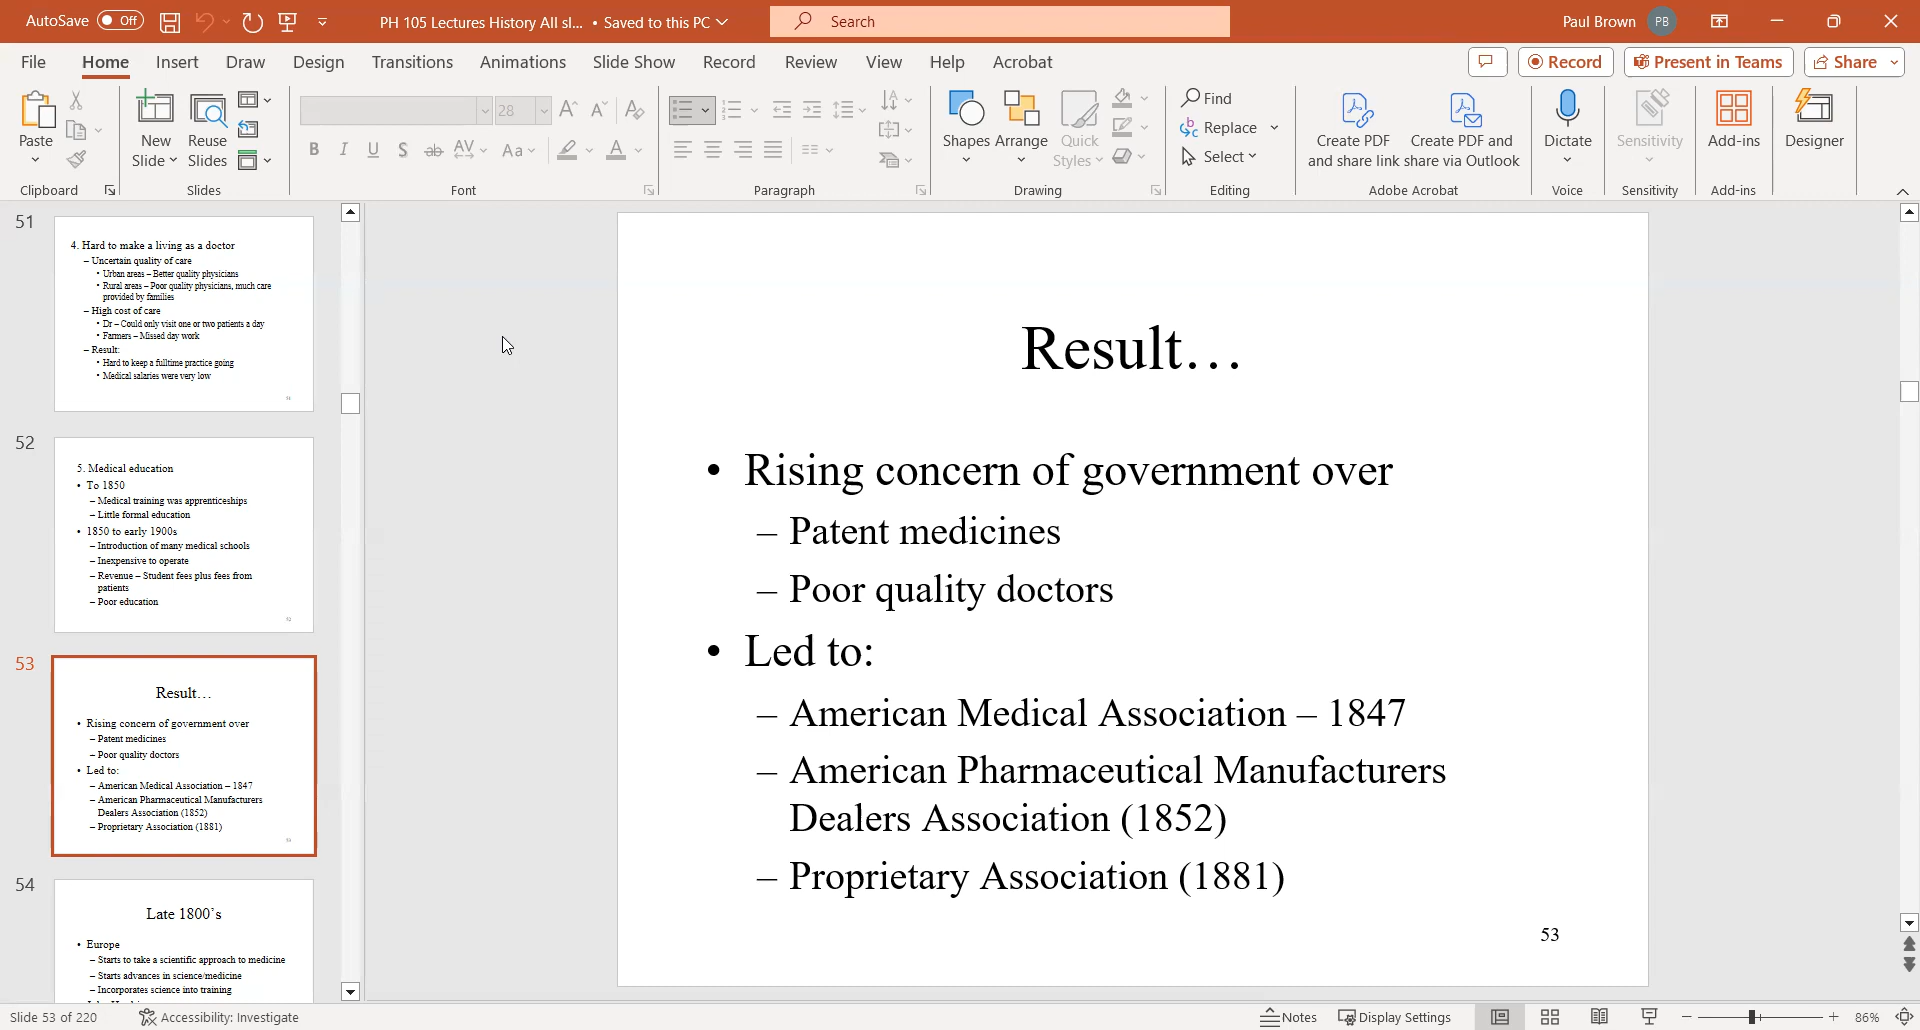 AutoSave Off
PH 105 Lectures History All sl... • Saved to this PC
Search
Paul Brown PB
File Home Insert Draw Design Transitions Animations Slide Show Record Review View Help Acrobat
Record Present in Teams Share
Paste
New Slide
Reuse Slides
28
B I U S ab AV Aa A
Shapes Arrange Quick Styles
Find
Replace
Select
Create PDF and share link
Create PDF and share via Outlook
Dictate
Sensitivity
Add-ins
Designer
Clipboard Slides Font Paragraph Drawing Editing Adobe Acrobat Voice Sensitivity Add-ins
51
4. Hard to make a living as a doctor
– Uncertain quality of care
• Urban areas – Better quality physicians
• Rural areas – Poor quality physicians, much care
provided by families
– High cost of care
• Dr – Could only visit one or two patients a day
• Farmers – Missed day work
– Result:
• Hard to keep a fulltime practice going
• Medical salaries were very low
52
5. Medical education
• To 1850
– Medical training was apprenticeships
– Little formal education
• 1850 to early 1900s
– Introduction of many medical schools
– Inexpensive to operate
– Revenue – Student fees plus fees from
patients
– Poor education
53
Result…
• Rising concern of government over
– Patent medicines
– Poor quality doctors
• Led to:
– American Medical Association – 1847
– American Pharmaceutical Manufacturers
Dealers Association (1852)
– Proprietary Association (1881)
54
Late 1800's
• Europe
– Starts to take a scientific approach to medicine
– Starts advances in science/medicine
– Incorporates science into training
Result…
• Rising concern of government over
– Patent medicines
– Poor quality doctors
• Led to:
– American Medical Association – 1847
– American Pharmaceutical Manufacturers
Dealers Association (1852)
– Proprietary Association (1881)
53
Slide 53 of 220
Accessibility: Investigate
Notes
Display Settings
86%